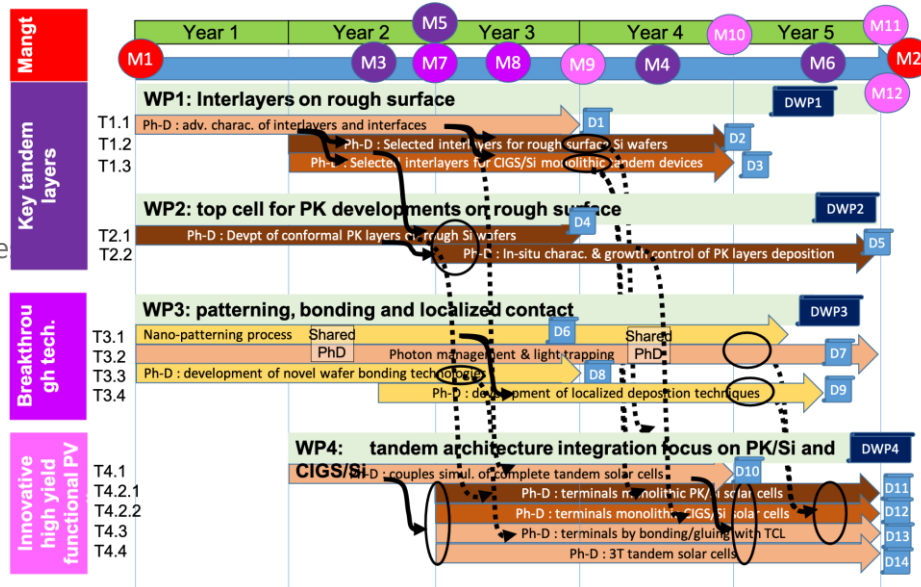 Mangt
Year 1
Year 2
Year 3
Year 4
Year 5
M5
M10
M11
M1
M3
M7
M8
M9
M4
M6
M2
M12
Key tandem
layers
WP1: Interlayers on rough surface
DWP1
T1.1
Ph-D : adv. charac. of interlayers and interfaces
D1
T1.2
Ph-D : Selected interlayers for rough surface Si wafers
D2
T1.3
Ph-D : Selected interlayers for CIGS/Si monolithic tandem devices
D3
WP2: top cell for PK developments on rough surface
DWP2
D4
T2.1
Ph-D : Devpt of conformal PK layers on rough Si wafers
D5
e
T2.2
Ph-D : In-situ charac. & growth control of PK layers deposition
Breakthrou
gh tech.
WP3: patterning, bonding and localized contact
DWP3
T3.1
Nano-patterning process
Shared
PhD
D6
Shared
PhD
T3.2
Photon management & light trapping
D7
T3.3
Ph-D : development of novel wafer bonding technologies
D8
T3.4
Ph-D : development of localized deposition techniques
D9
Innovative
high yield
functional PV
WP4: tandem architecture integration focus on PK/Si and
CIGS/Si
DWP4
T4.1
Ph-D : couples simul. of complete tandem solar cells
D10
T4.2.1
Ph-D : terminals monolithic PK/Si solar cells
D11
T4.2.2
Ph-D : terminals monolithic CIGS/Si solar cells
D12
T4.3
Ph-D : terminals by bonding/gluing with TCL
D13
T4.4
Ph-D : 3T tandem solar cells
D14